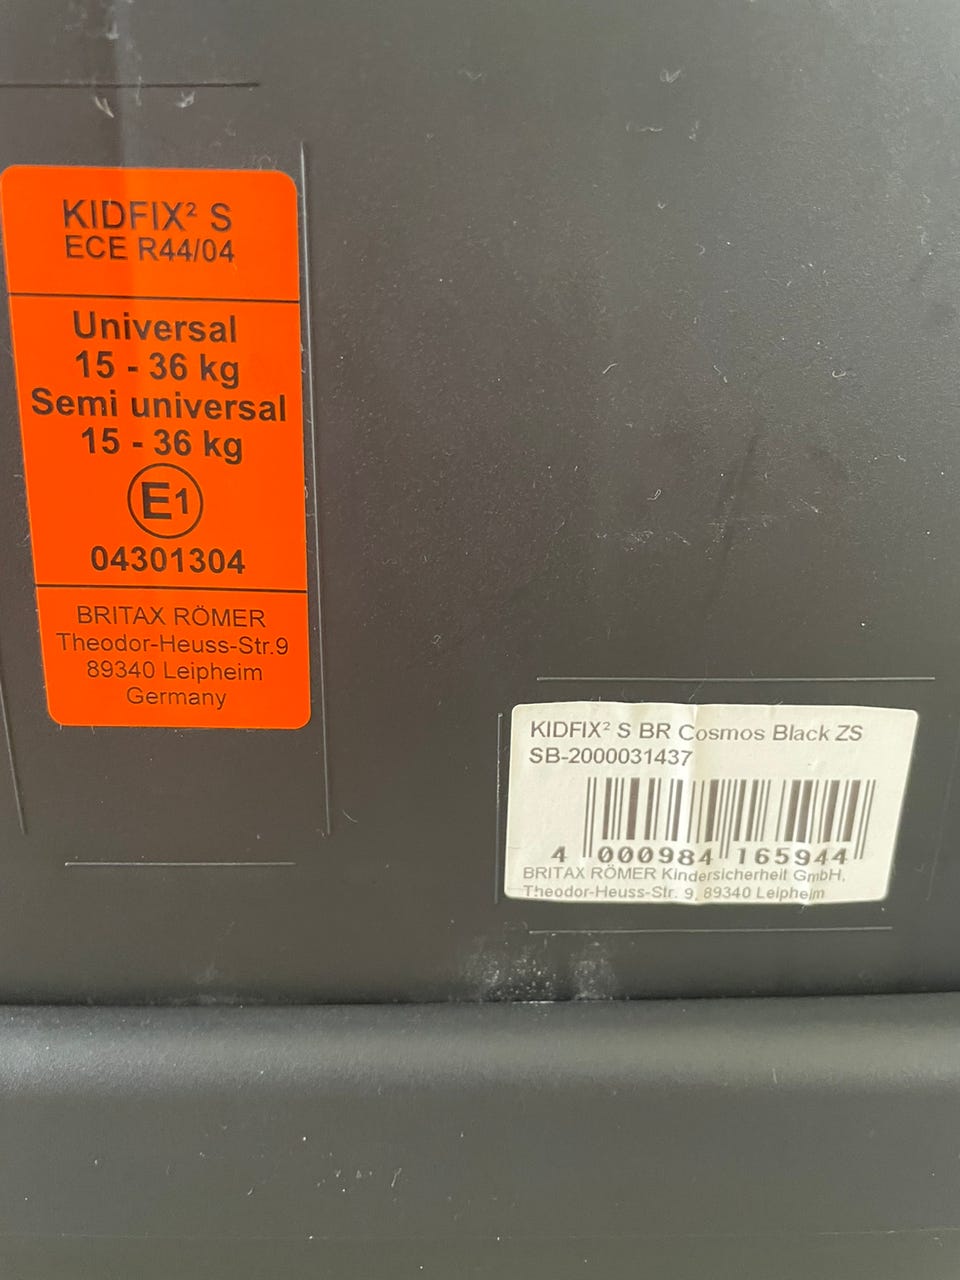 KIDFIX² S
ECE R44/04
Universal
15 - 36 kg
Semi universal
15 - 36 kg
E1
04301304
BRITAX RÖMER
Theodor-Heuss-Str.9
89340 Leipheim
Germany
KIDFIX² S BR Cosmos Black ZS
SB-2000031437
4 000984 165944
BRITAX RÖMER Kindersicherheit GmbH,
Theodor-Heuss-Str. 9, 89340 Leipheim